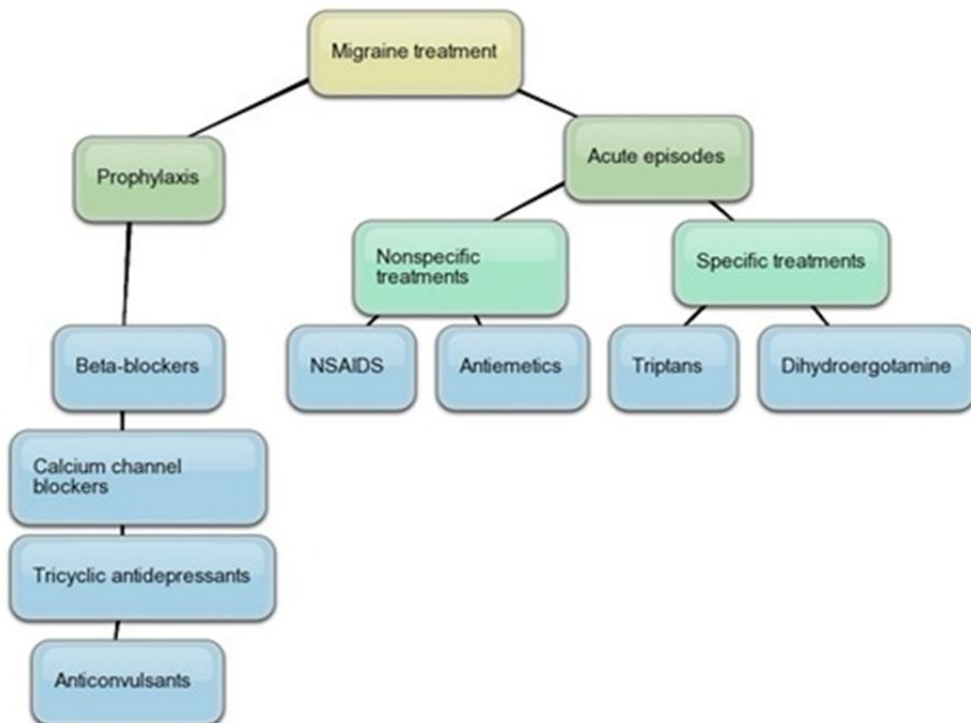 Migraine treatment
Prophylaxis
Acute episodes
Nonspecific
treatments
Specific treatments
Beta-blockers
NSAIDS
Antiemetics
Triptans
Dihydroergotamine
Calcium channel
blockers
Tricyclic antidepressants
Anticonvulsants